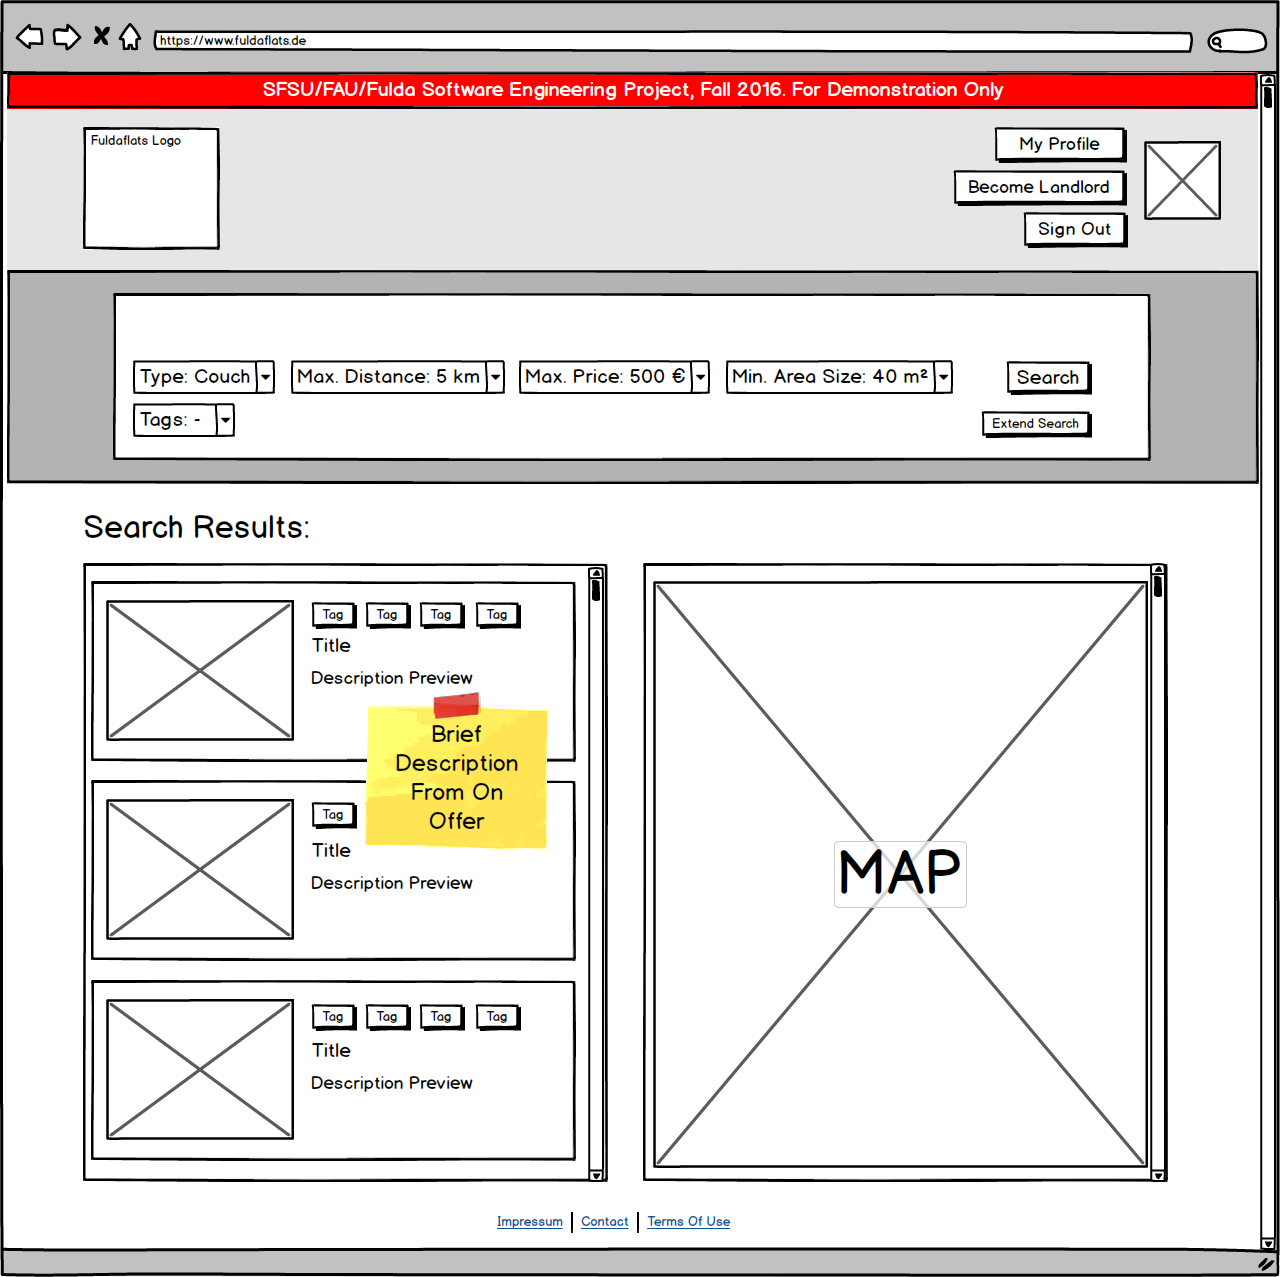 https://www.fuldaflats.de
SFSU/FAU/Fulda Software Engineering Project, Fall 2016. For Demonstration Only
Fuldaflats Logo
My Profile
Become Landlord
Sign Out
Type: Couch
Max. Distance: 5 km
Max. Price: 500 €
Min. Area Size: 40 m²
Search
Tags: -
Extend Search
Search Results:
Tag Tag Tag Tag
Title
Description Preview
Brief
Description
From On
Offer
Tag
Title
Description Preview
Tag Tag Tag Tag
Title
Description Preview
MAP
Impressum
Contact
Terms Of Use